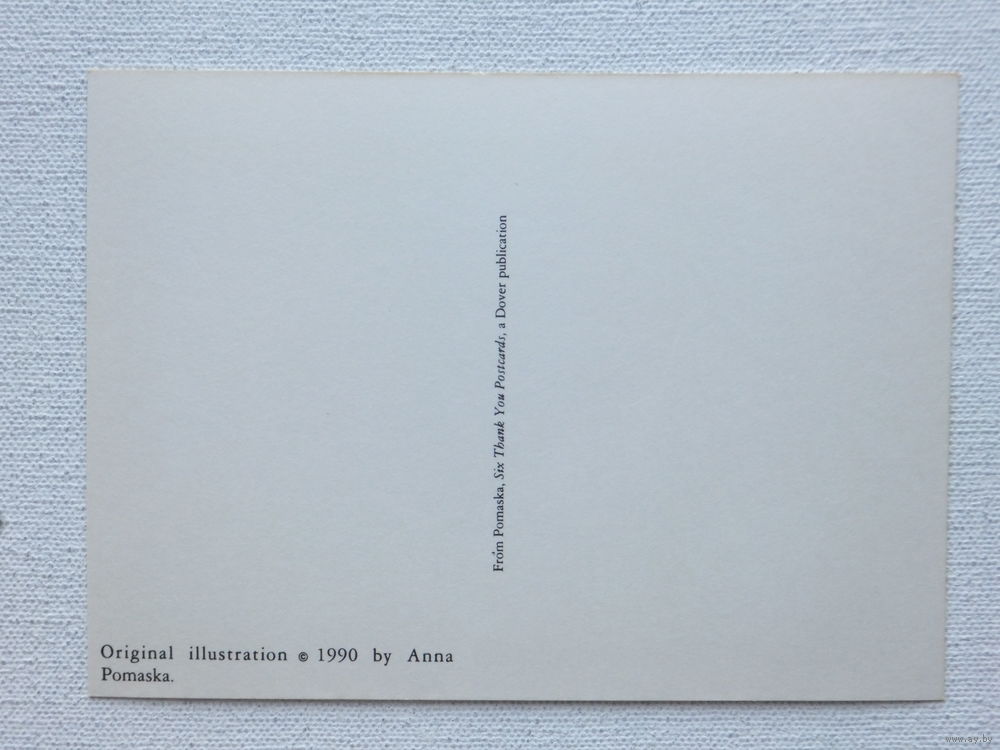 From Pomaska, Six Thank You Postcards, a Dover publication
Original illustration © 1990 by Anna
Pomaska.
www.ay.by